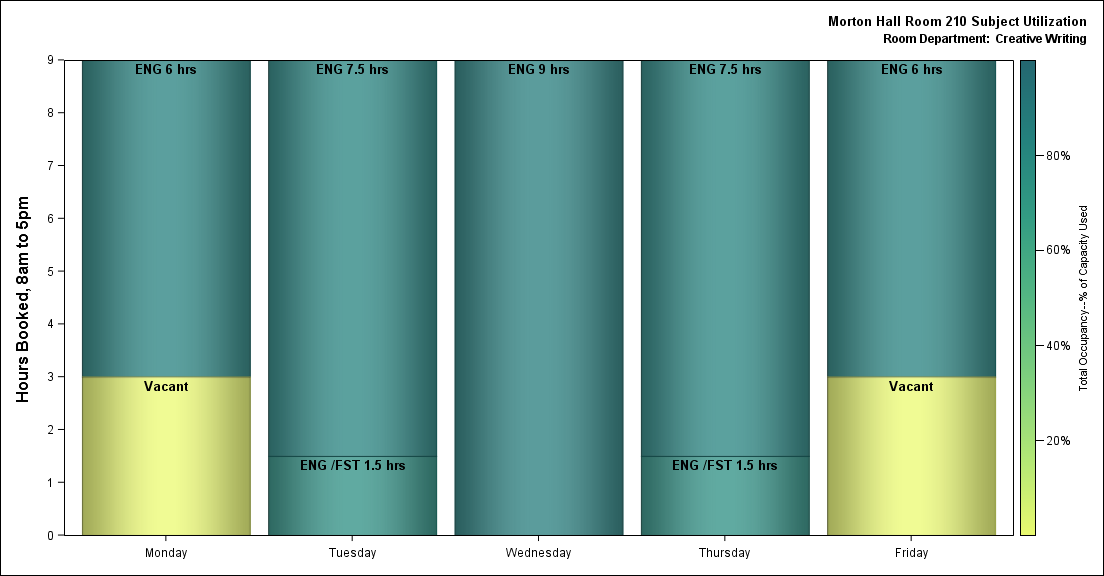 Morton Hall Room 210 Subject Utilization
Room Department: Creative Writing
Hours Booked, 8am to 5pm
9
8
7
6
5
4
3
2
1
0
ENG 6 hrs
Vacant
ENG 7.5 hrs
ENG /FST 1.5 hrs
ENG 9 hrs
ENG 7.5 hrs
ENG /FST 1.5 hrs
ENG 6 hrs
Vacant
Monday
Tuesday
Wednesday
Thursday
Friday
80%
60%
40%
20%
Total Occupancy--% of Capacity Used